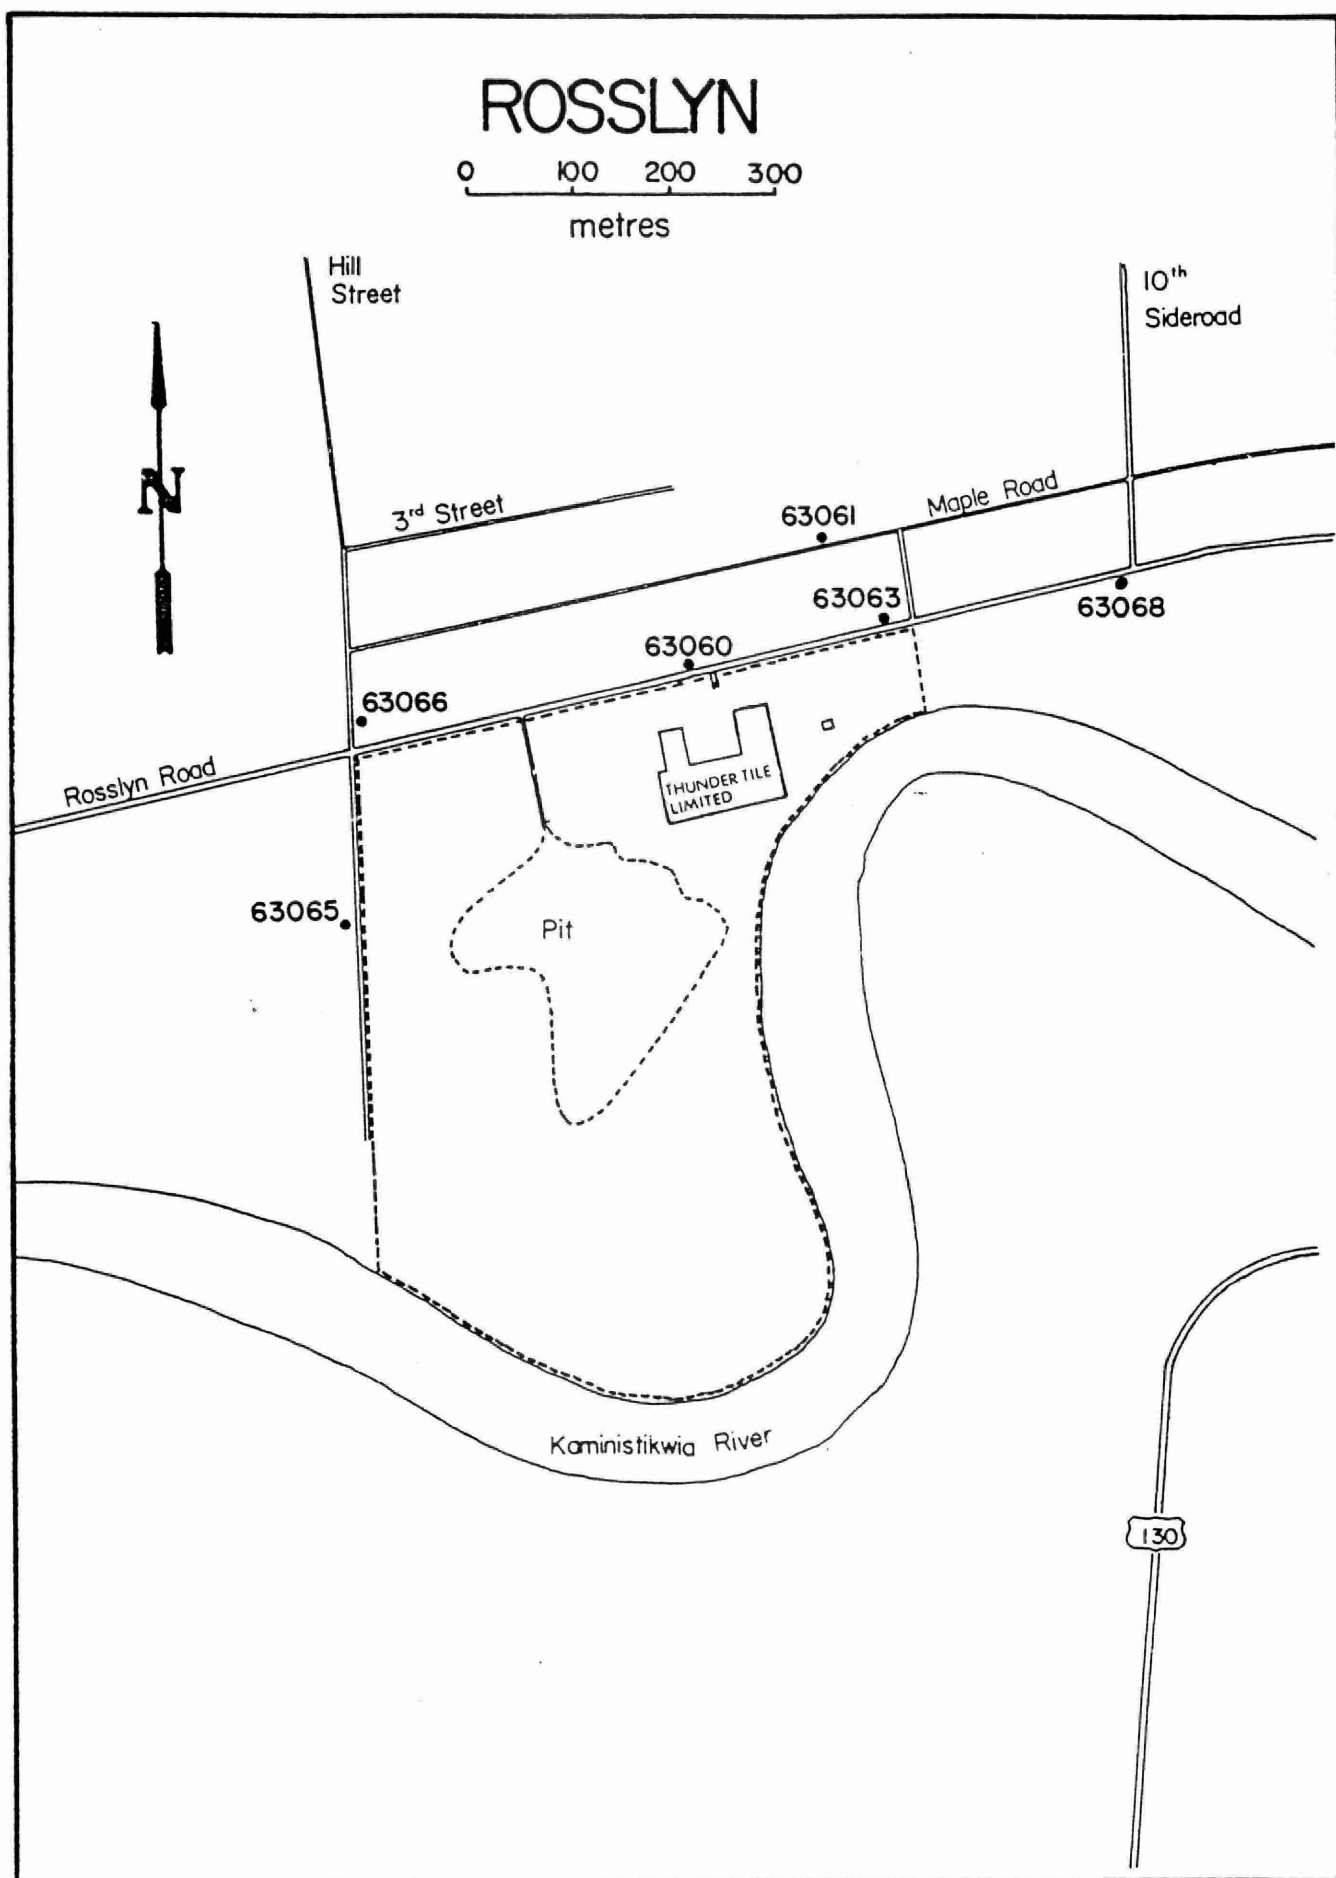 ROSSLYN
0 100 200 300
metres
Hill
Street
10th
Sideroad
N
3rd Street
Maple Road
63061
63063
63068
63060
63066
Rosslyn Road
THUNDER TILE
LIMITED
63065
Pit
Kaministikwia River
130